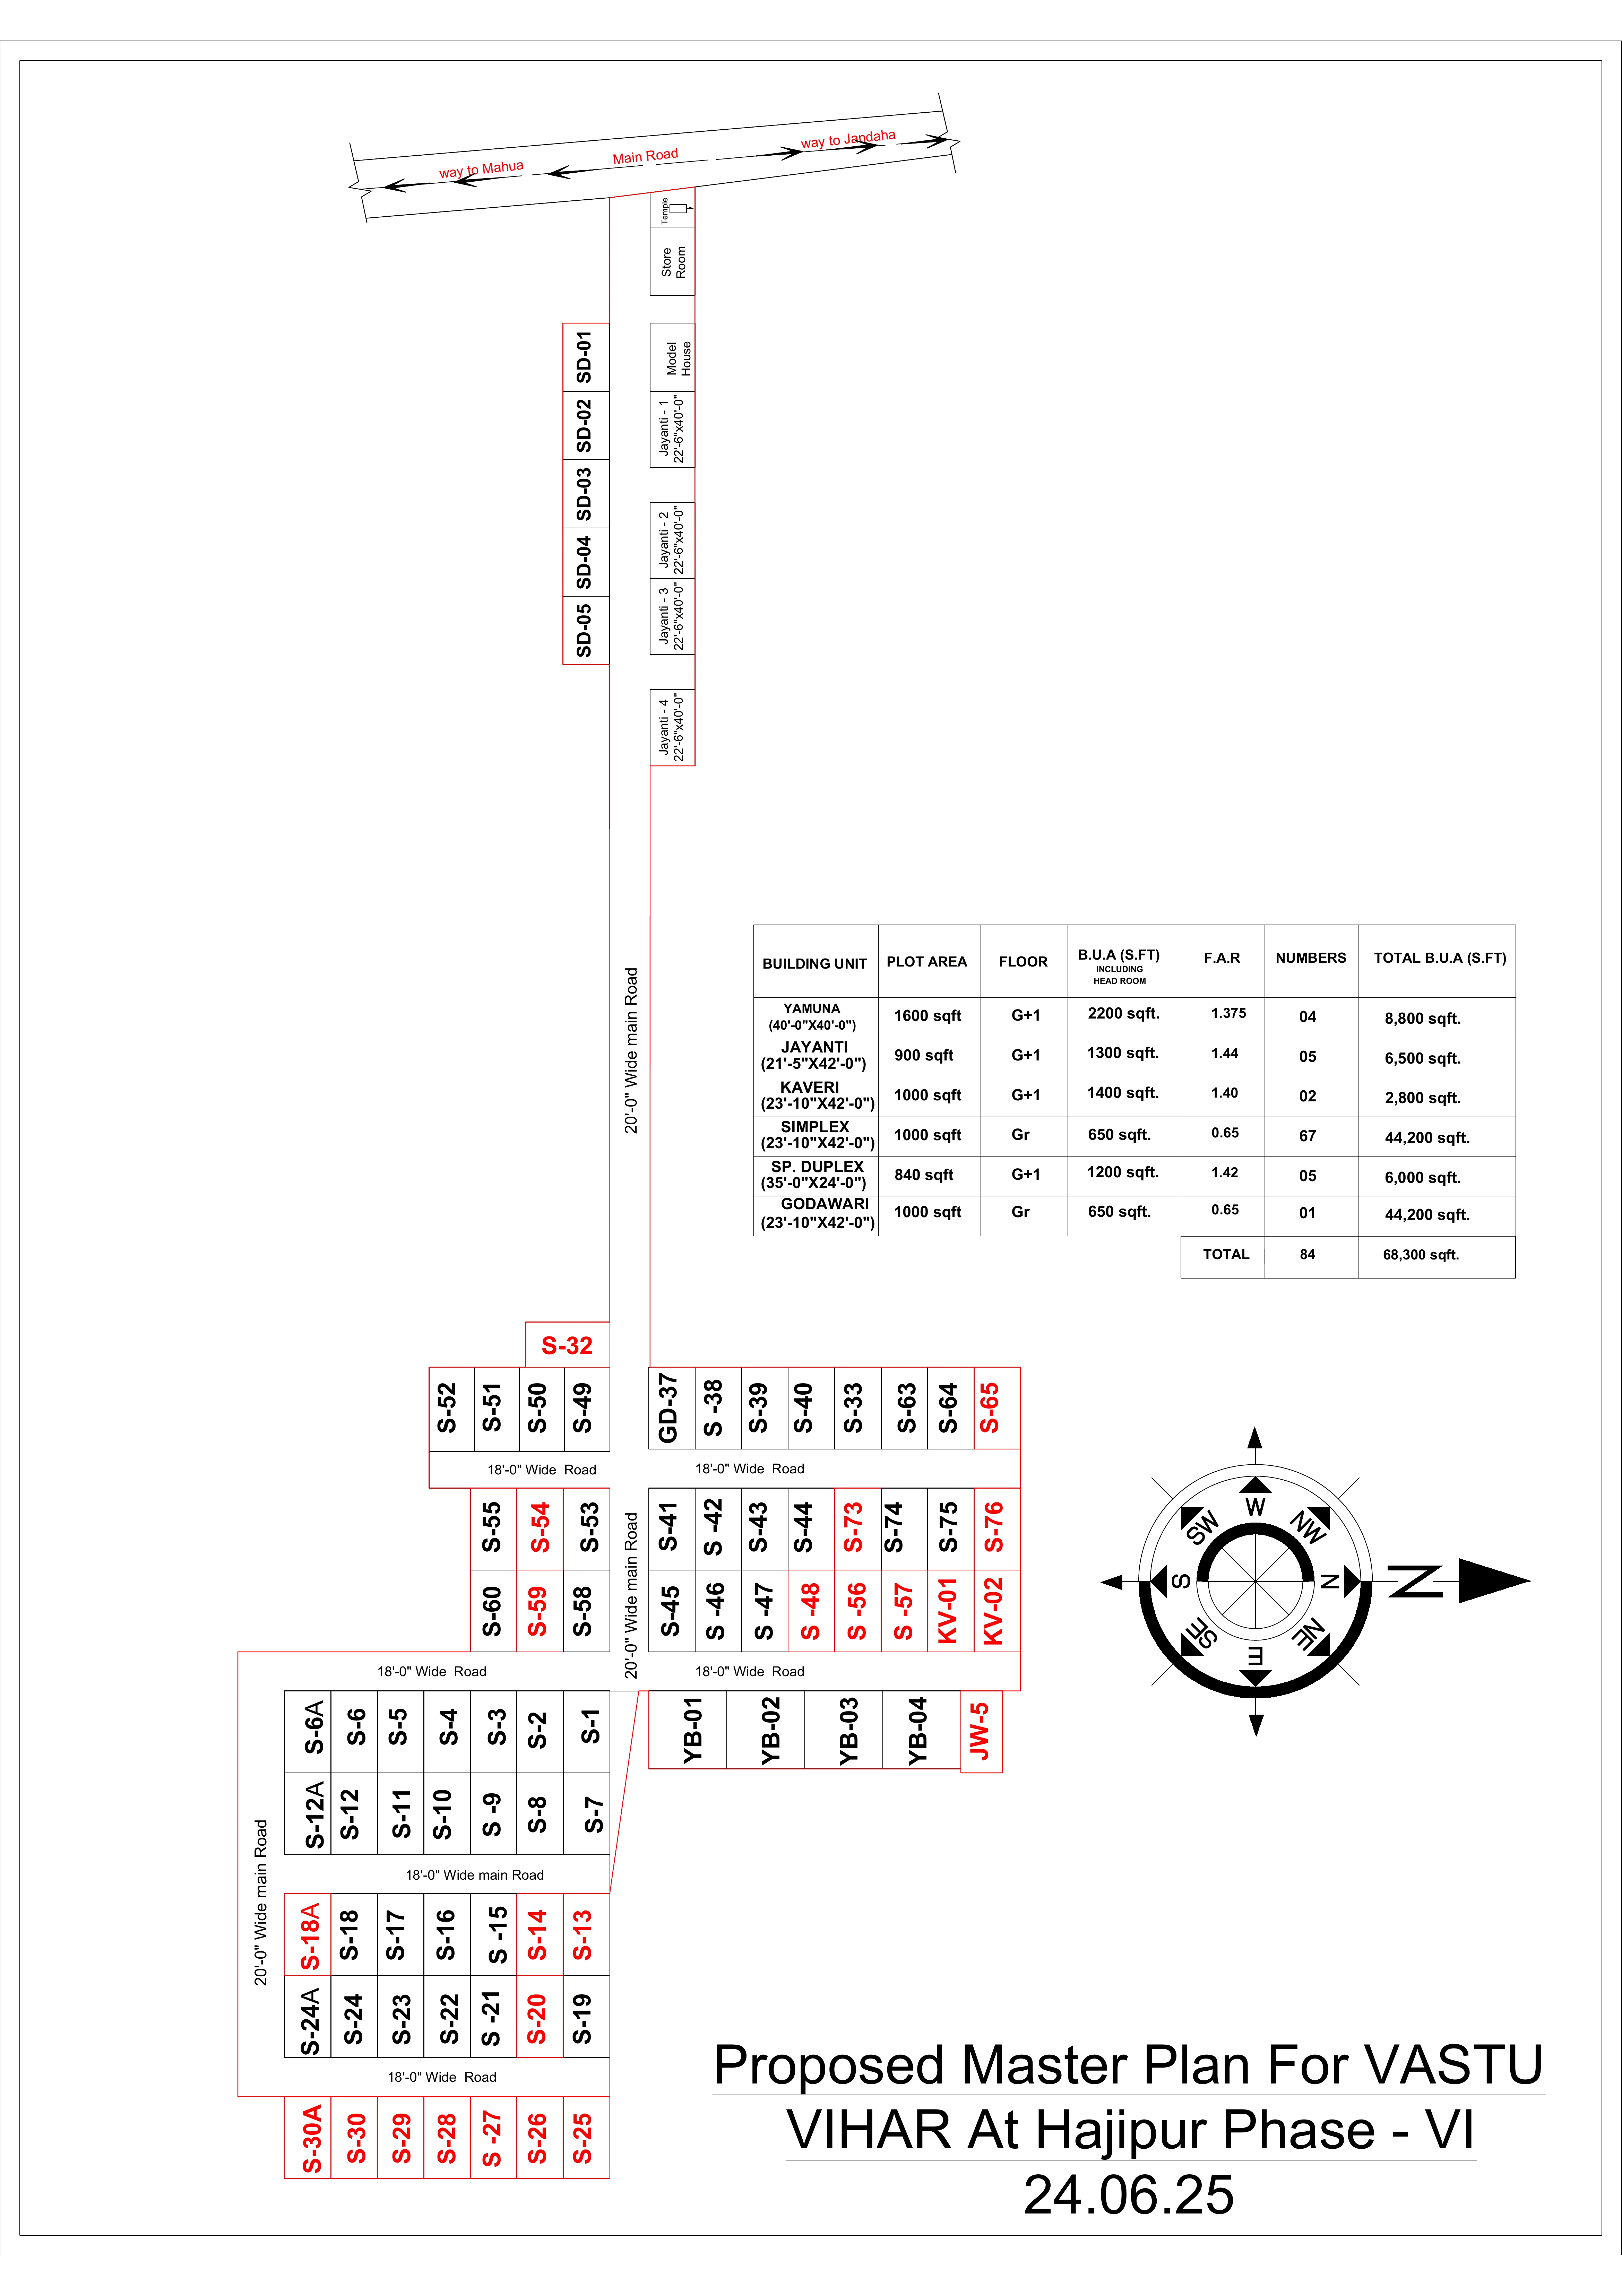 way to Mahua
Main Road
way to Jandaha
Temple
Store
Room
SD-01
SD-02
SD-03
SD-04
SD-05
Model
House
Jayanti - 1
22'-6"x40'-0"
Jayanti - 2
22'-6"x40'-0"
Jayanti - 3
22'-6"x40'-0"
Jayanti - 4
22'-6"x40'-0"
20'-0" Wide main Road
BUILDING UNIT PLOT AREA FLOOR B.U.A (S.FT) INCLUDING HEAD ROOM F.A.R NUMBERS TOTAL B.U.A (S.FT)
YAMUNA (40'-0"X40'-0") 1600 sqft G+1 2200 sqft. 1.375 04 8,800 sqft.
JAYANTI (21'-5"X42'-0") 900 sqft G+1 1300 sqft. 1.44 05 6,500 sqft.
KAVERI (23'-10"X42'-0") 1000 sqft G+1 1400 sqft. 1.40 02 2,800 sqft.
SIMPLEX (23'-10"X42'-0") 1000 sqft Gr 650 sqft. 0.65 67 44,200 sqft.
SP. DUPLEX (35'-0"X24'-0") 840 sqft G+1 1200 sqft. 1.42 05 6,000 sqft.
GODAWARI (23'-10"X42'-0") 1000 sqft Gr 650 sqft. 0.65 01 44,200 sqft.
TOTAL 84 68,300 sqft.
S-32
S-52 S-51 S-50 S-49 GD-37 S -38 S-39 S-40 S-33 S-63 S-64 S-65
18'-0" Wide Road
18'-0" Wide Road
S-55 S-54 S-53 S-41 S -42 S-43 S-44 S-73 S-74 S-75 S-76
20'-0" Wide main Road
S-60 S-59 S-58 S-45 S -46 S -47 S -48 S -56 S -57 KV-01 KV-02
18'-0" Wide Road
18'-0" Wide Road
S-6A S-6 S-5 S-4 S-3 S-2 S-1 YB-01 YB-02 YB-03 YB-04 JW-5
S-12A S-12 S-11 S-10 S -9 S-8 S-7
20'-0" Wide main Road
18'-0" Wide main Road
S-18A S-18 S-17 S-16 S -15 S-14 S-13
S-24A S-24 S-23 S-22 S -21 S-20 S-19
18'-0" Wide Road
S-30A S-30 S-29 S-28 S -27 S-26 S-25
W
SW
NW
S
N
N
SE
NE
E
Proposed Master Plan For VASTU
VIHAR At Hajipur Phase - VI
24.06.25